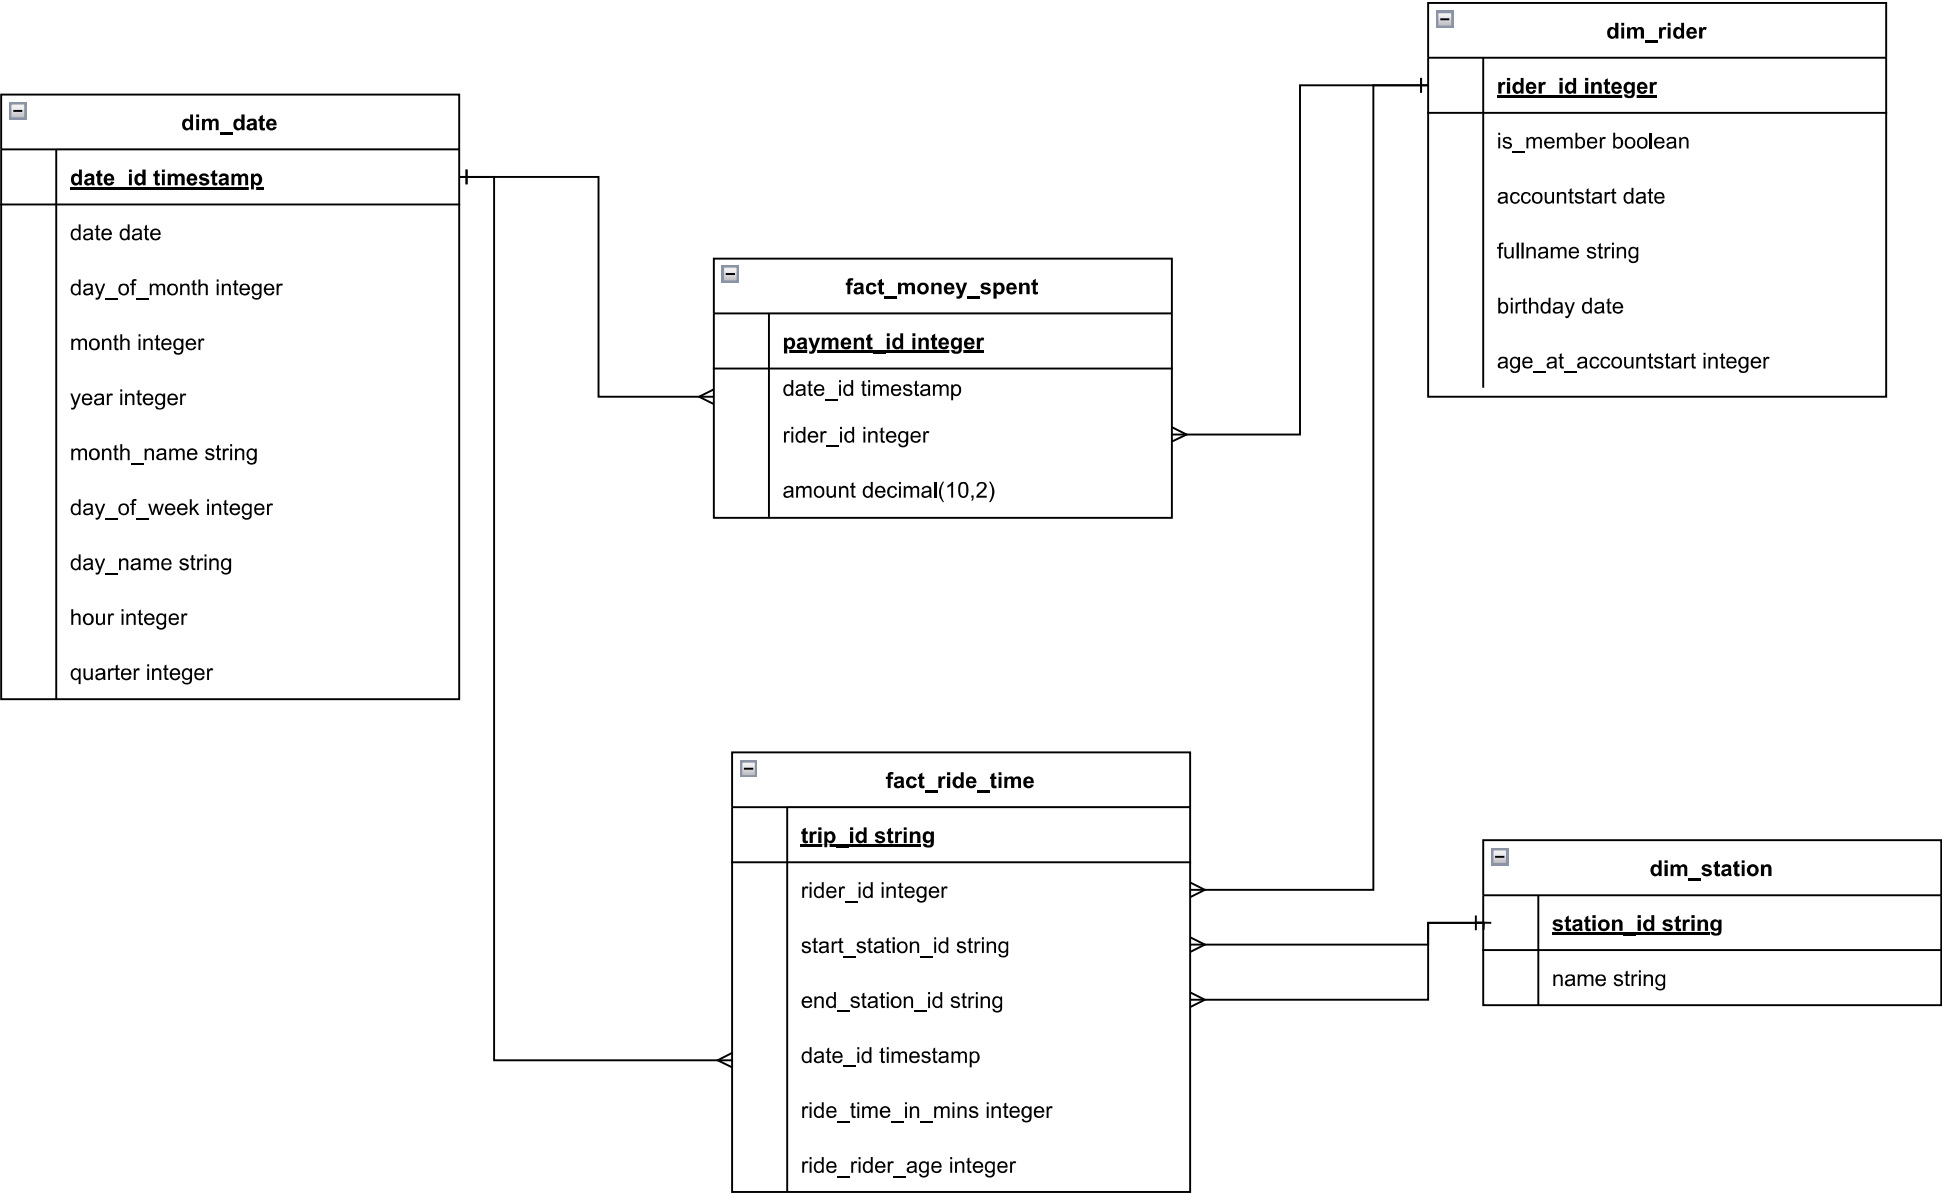 dim_date
date_id timestamp
date date
day_of_month integer
month integer
year integer
month_name string
day_of_week integer
day_name string
hour integer
quarter integer
fact_money_spent
payment_id integer
date_id timestamp
rider_id integer
amount decimal(10,2)
dim_rider
rider_id integer
is_member boolean
accountstart date
fullname string
birthday date
age_at_accountstart integer
fact_ride_time
trip_id string
rider_id integer
start_station_id string
end_station_id string
date_id timestamp
ride_time_in_mins integer
ride_rider_age integer
dim_station
station_id string
name string